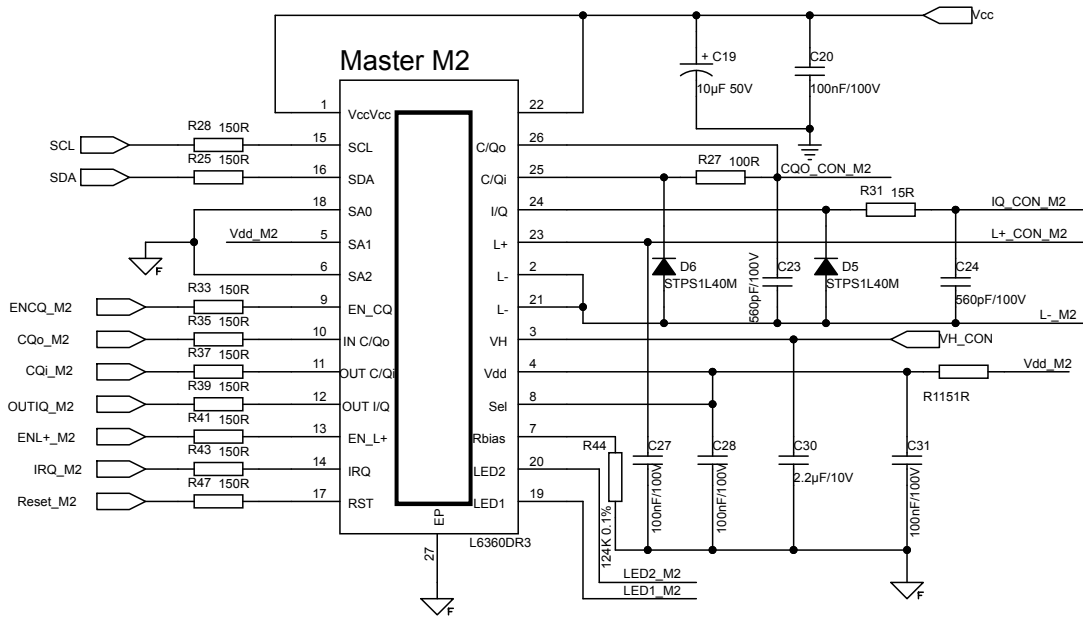 Vcc
Master M2
+ C19
10µF 50V
C20
100nF/100V
1
VccVcc
22
SCL
R28 150R
15
SCL
C/Qo
26
SDA
R25 150R
16
SDA
C/Qi
25
R27 100R
CQO_CON_M2
18
SA0
I/Q
24
R31 15R
IQ_CON_M2
Vdd_M2
5
SA1
L+
23
L+_CON_M2
F
6
SA2
L-
2
D6
STPS1L40M
C23
560pF/100V
D5
STPS1L40M
C24
560pF/100V
ENCQ_M2
R33 150R
9
EN_CQ
L-
21
L-_M2
CQo_M2
R35 150R
10
IN C/Qo
VH
3
VH_CON
CQi_M2
R37 150R
11
OUT C/Qi
Vdd
4
Vdd_M2
R1151R
OUTIQ_M2
R39 150R
12
OUT I/Q
Sel
8
ENL+_M2
R41 150R
13
EN_L+
Rbias
7
R44
124K 0.1%
C27
100nF/100V
C28
100nF/100V
C30
2.2µF/10V
C31
100nF/100V
IRQ_M2
R43 150R
14
IRQ
LED2
20
Reset_M2
R47 150R
17
RST
LED1
19
EP
L6360DR3
27
LED2_M2
LED1_M2
F
F